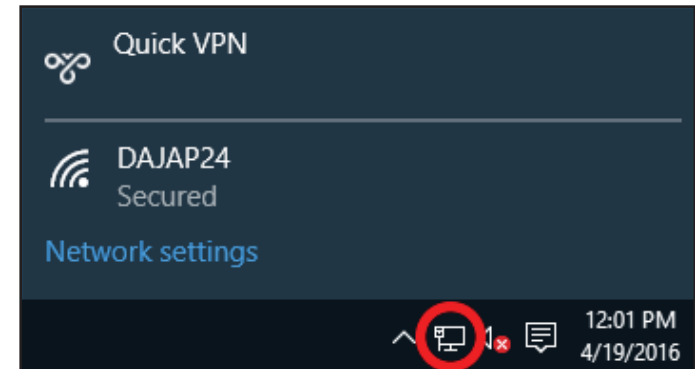 Quick VPN
DAJAP24
Secured
Network settings
12:01 PM
4/19/2016